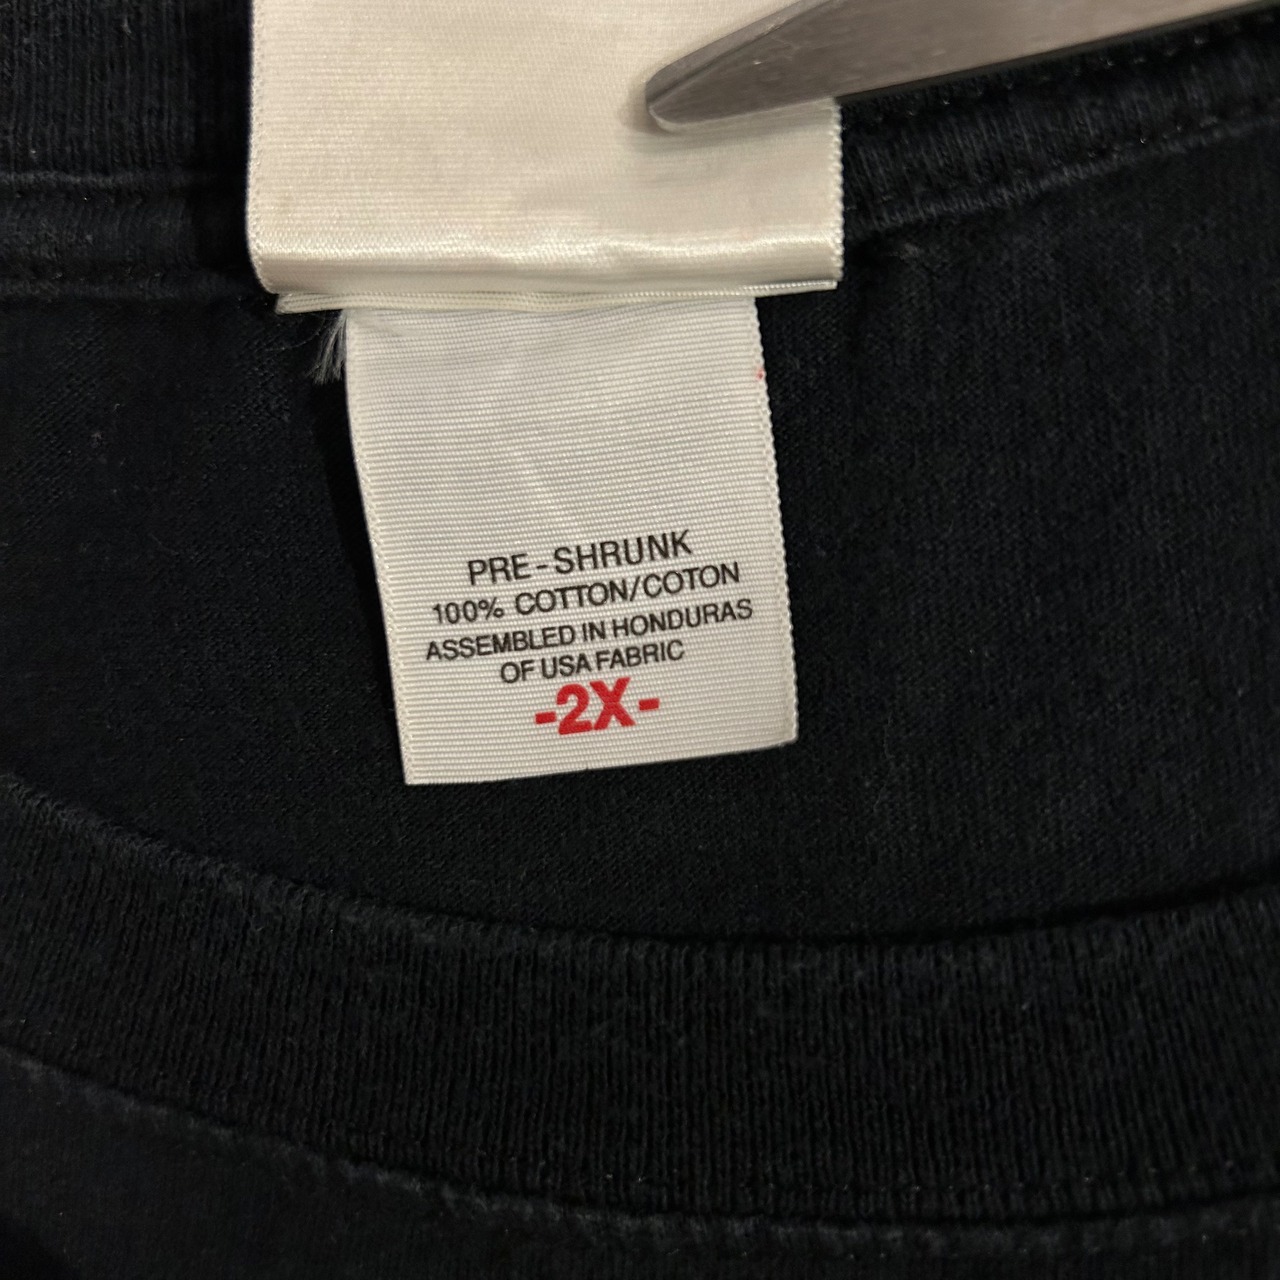 PRE-SHRUNK
100% COTTON/COTON
ASSEMBLED IN HONDURAS
OF USA FABRIC
-2X-